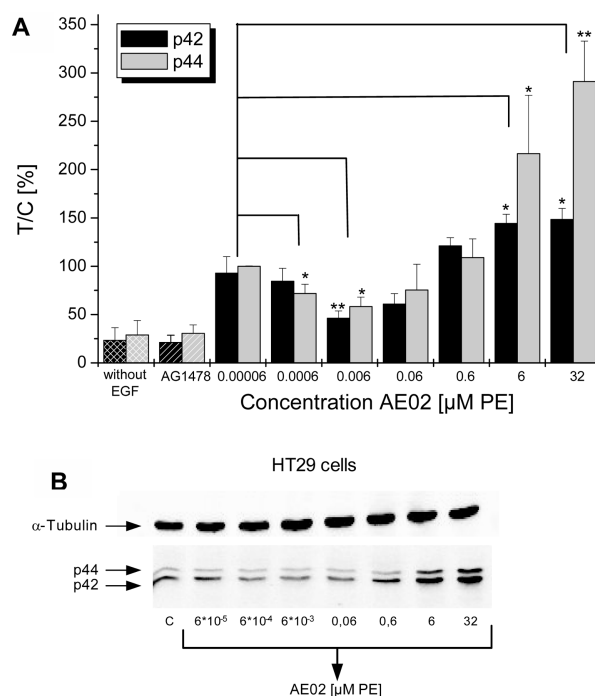 A
350
300
250
200
150
100
50
0
T/C [%]
p42
p44
**
*
*
*
**
*
*
without EGF AG1478 0.00006 0.0006 0.006 0.06 0.6 6 32
Concentration AE02 [µM PE]
B
HT29 cells
α-Tubulin
p44
p42
C 6*10-5 6*10-4 6*10-3 0,06 0,6 6 32
AE02 [µM PE]